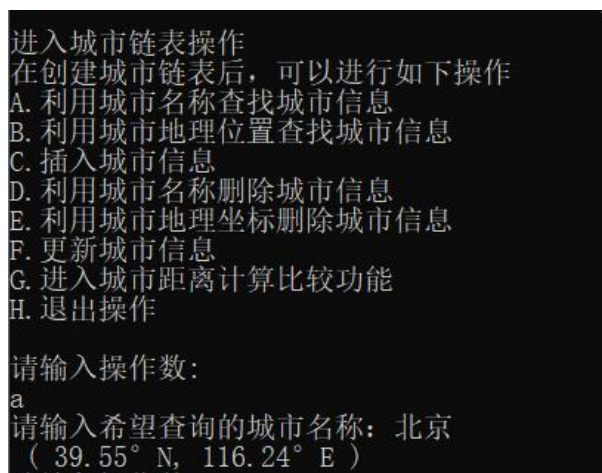 进入城市链表操作
在创建城市链表后，可以进行如下操作
A.利用城市名称查找城市信息
B.利用城市地理位置查找城市信息
C.插入城市信息
D.利用城市名称删除城市信息
E.利用城市地理坐标删除城市信息
F.更新城市信息
G.进入城市距离计算比较功能
H.退出操作
请输入操作数:
a
请输入希望查询的城市名称：北京
( 39.55° N, 116.24° E )